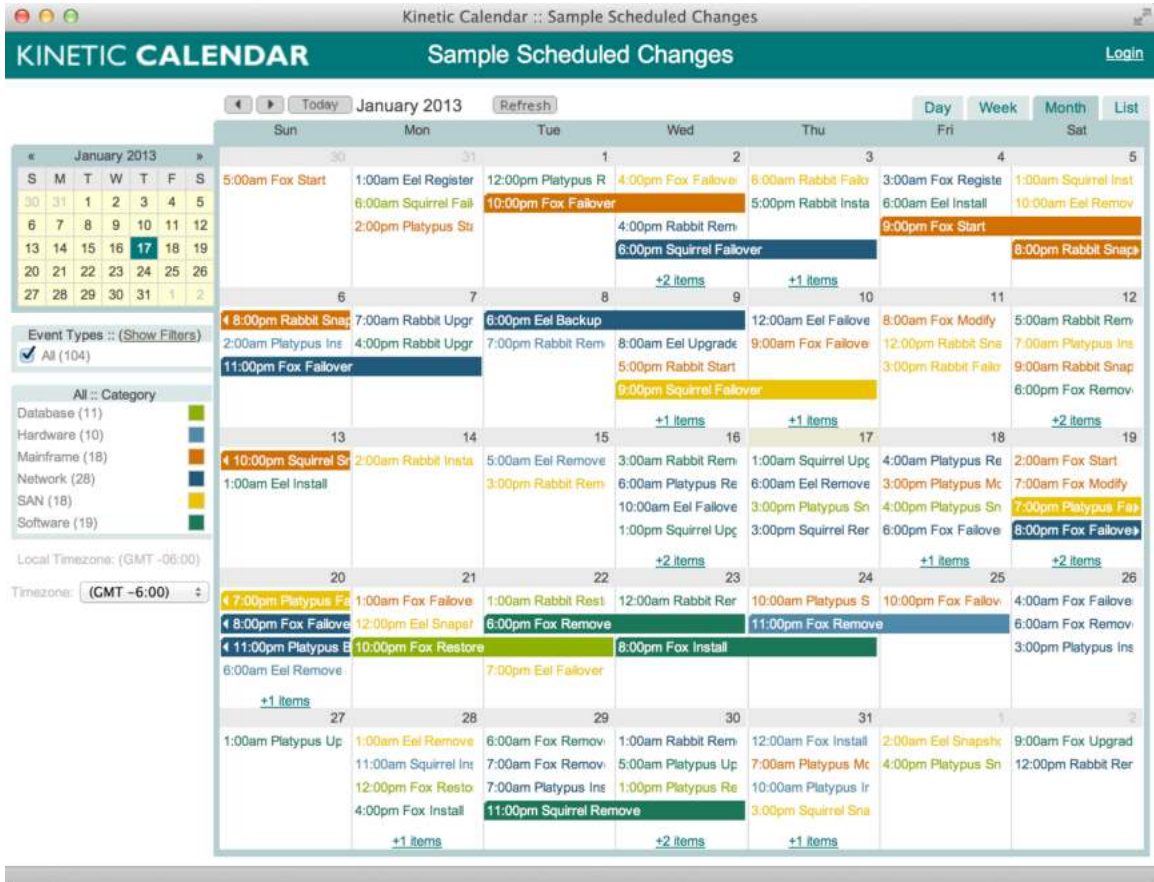 Kinetic Calendar :: Sample Scheduled Changes
KINETIC CALENDAR
Sample Scheduled Changes
Login
Today January 2013 Refresh
Day Week Month List
« January 2013 »
S M T W T F S
30 31 1 2 3 4 5
6 7 8 9 10 11 12
13 14 15 16 17 18 19
20 21 22 23 24 25 26
27 28 29 30 31 1 2
Event Types :: (Show Filters)
All (104)
All :: Category
Database (11)
Hardware (10)
Mainframe (18)
Network (28)
SAN (18)
Software (19)
Local Timezone: (GMT -06:00)
Timezone: (GMT -6:00)
Sun Mon Tue Wed Thu Fri Sat
30 31 1 2 3 4 5
5:00am Fox Start 1:00am Eel Register 12:00pm Platypus R 4:00pm Fox Failover 6:00am Rabbit Failo 3:00am Fox Registe 1:00am Squirrel Inst
6:00am Squirrel Fail 10:00pm Fox Failover 5:00pm Rabbit Insta 6:00am Eel Install 10:00am Eel Remov
2:00pm Platypus Sta 4:00pm Rabbit Rem 9:00pm Fox Start
6:00pm Squirrel Failover 8:00pm Rabbit Snap
+2 items +1 items
6 7 8 9 10 11 12
8:00pm Rabbit Snap 7:00am Rabbit Upgr 6:00pm Eel Backup 12:00am Eel Failove 8:00am Fox Modify 5:00am Rabbit Rem
2:00am Platypus Ins 4:00pm Rabbit Upgr 7:00pm Rabbit Rem 8:00am Eel Upgrade 9:00am Fox Failove 12:00pm Rabbit Sna 7:00am Platypus Ins
11:00pm Fox Failover 5:00pm Rabbit Start 3:00pm Rabbit Failo 9:00am Rabbit Snap
9:00pm Squirrel Failover 6:00pm Fox Remov
+1 items +1 items +2 items
13 14 15 16 17 18 19
10:00pm Squirrel Sr 2:00am Rabbit Insta 5:00am Eel Remove 3:00am Rabbit Rem 1:00am Squirrel Upg 4:00am Platypus Re 2:00am Fox Start
1:00am Eel Install 3:00pm Rabbit Rem 6:00am Platypus Re 6:00am Eel Remove 3:00pm Platypus Mc 7:00am Fox Modify
10:00am Eel Failove 3:00pm Platypus Sn 4:00pm Platypus Sn 7:00pm Platypus Fa
1:00pm Squirrel Upg 3:00pm Squirrel Rer 6:00pm Fox Failove 8:00pm Fox Failove
+2 items +1 items +2 items
20 21 22 23 24 25 26
7:00pm Platypus Fa 1:00am Fox Failove 1:00am Rabbit Rest 12:00am Rabbit Rer 10:00am Platypus S 10:00pm Fox Failov 4:00am Fox Failove
8:00pm Fox Failove 12:00pm Eel Snapsh 6:00pm Fox Remove 11:00pm Fox Remove 6:00am Fox Remov
11:00pm Platypus B 10:00pm Fox Restore 8:00pm Fox Install 3:00pm Platypus Ins
6:00am Eel Remove 7:00pm Eel Failover
+1 items
27 28 29 30 31 1 2
1:00am Platypus Up 1:00am Eel Remove 6:00am Fox Remov 1:00am Rabbit Rem 12:00am Fox Install 2:00am Eel Snapsho 9:00am Fox Upgrad
11:00am Squirrel Ins 7:00am Fox Remov 5:00am Platypus Up 7:00am Platypus Mc 4:00pm Platypus Sn 12:00pm Rabbit Rer
12:00pm Fox Resto 7:00am Platypus Ins 1:00pm Platypus Re 10:00am Platypus Ir
4:00pm Fox Install 11:00pm Squirrel Remove 3:00pm Squirrel Sna
+1 items +2 items +1 items